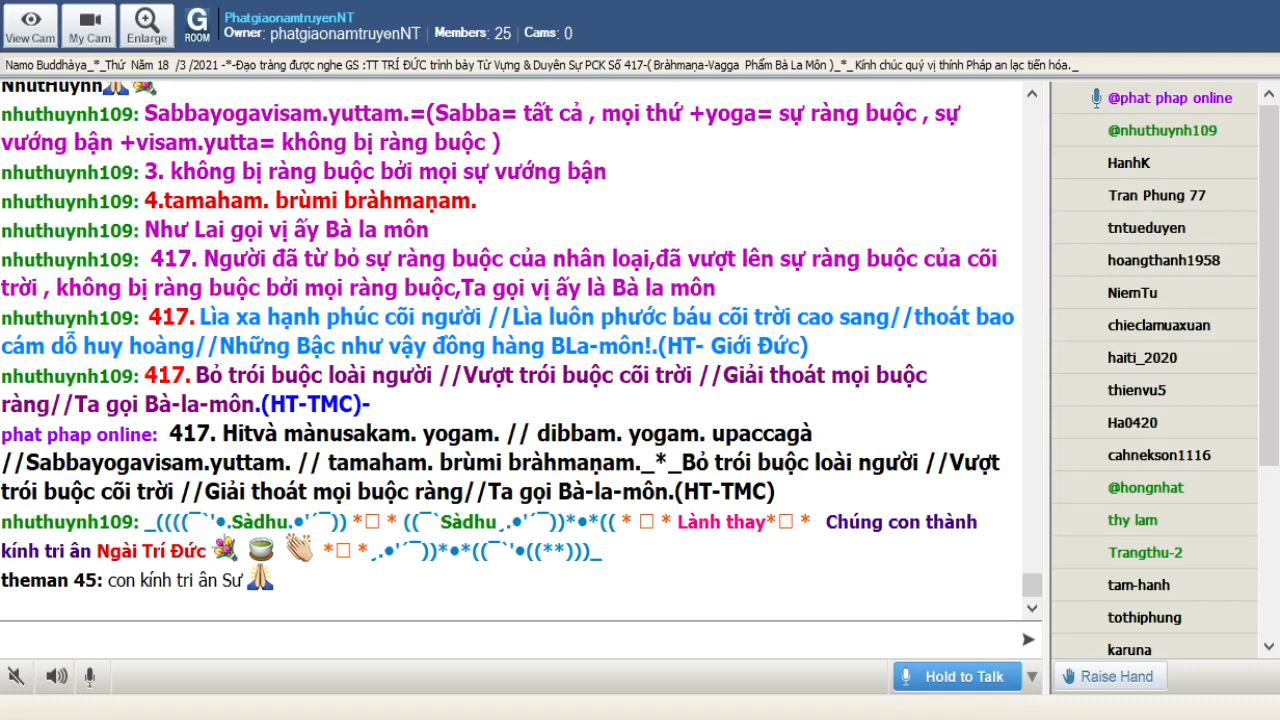 View Cam
My Cam
Enlarge
G
ROOM
PhatgiaonamtruyenNT
Owner: phatgiaonamtruyenNT | Members: 25 | Cams: 0
Namo Buddhàya_*_Thứ Năm 18 /3 /2021 -*-Đạo tràng được nghe GS :TT TRÍ ĐỨC trình bày Từ Vựng & Duyên Sự PCK Số 417-( Bràhmaṇa-Vagga Phẩm Bà La Môn )_*_ Kính chúc quý vị thính Pháp an lạc tiến hóa._
NhutHuynh🙏💐
nhuthuynh109: Sabbayogavisam.yuttam.=(Sabba= tất cả , mọi thứ +yoga= sự ràng buộc , sự
vướng bận +visam.yutta= không bị ràng buộc )
nhuthuynh109: 3. không bị ràng buộc bởi mọi sự vướng bận
nhuthuynh109: 4.tamaham. brùmi bràhmaṇam.
nhuthuynh109: Như Lai gọi vị ấy Bà la môn
nhuthuynh109: 417. Người đã từ bỏ sự ràng buộc của nhân loại,đã vượt lên sự ràng buộc của cõi
trời , không bị ràng buộc bởi mọi ràng buộc,Ta gọi vị ấy là Bà la môn
nhuthuynh109: 417. Lìa xa hạnh phúc cõi người //Lìa luôn phước báu cõi trời cao sang//thoát bao
cám dỗ huy hoàng//Những Bậc như vậy đồng hàng BLa-môn!.(HT- Giới Đức)
nhuthuynh109: 417. Bỏ trói buộc loài người //Vượt trói buộc cõi trời //Giải thoát mọi buộc
ràng//Ta gọi Bà-la-môn.(HT-TMC)-
phat phap online: 417. Hitvà mànusakam. yogam. // dibbam. yogam. upaccagà
//Sabbayogavisam.yuttam. // tamaham. brùmi bràhmaṇam._*_Bỏ trói buộc loài người //Vượt
trói buộc cõi trời //Giải thoát mọi buộc ràng//Ta gọi Bà-la-môn.(HT-TMC)
nhuthuynh109: _((((¯`'•.Sàdhu.•'´¯)) *□ * ((¯`Sàdhu¸.•'´¯))*•*(( * □ * Lành thay*□ * Chúng con thành
kính tri ân Ngài Trí Đức 💐 🍵 👏 *□ *¸.•'´¯))*•*((¯`'•((**)))_
theman 45: con kính tri ân Sư 🙏
Hold to Talk
@phat phap online
@nhuthuynh109
HanhK
Tran Phung 77
tntueduyen
hoangthanh1958
NiemTu
chieclamuaxuan
haiti_2020
thienvu5
Ha0420
cahnekson1116
@hongnhat
thy lam
Trangthu-2
tam-hanh
tothiphung
karuna
Raise Hand